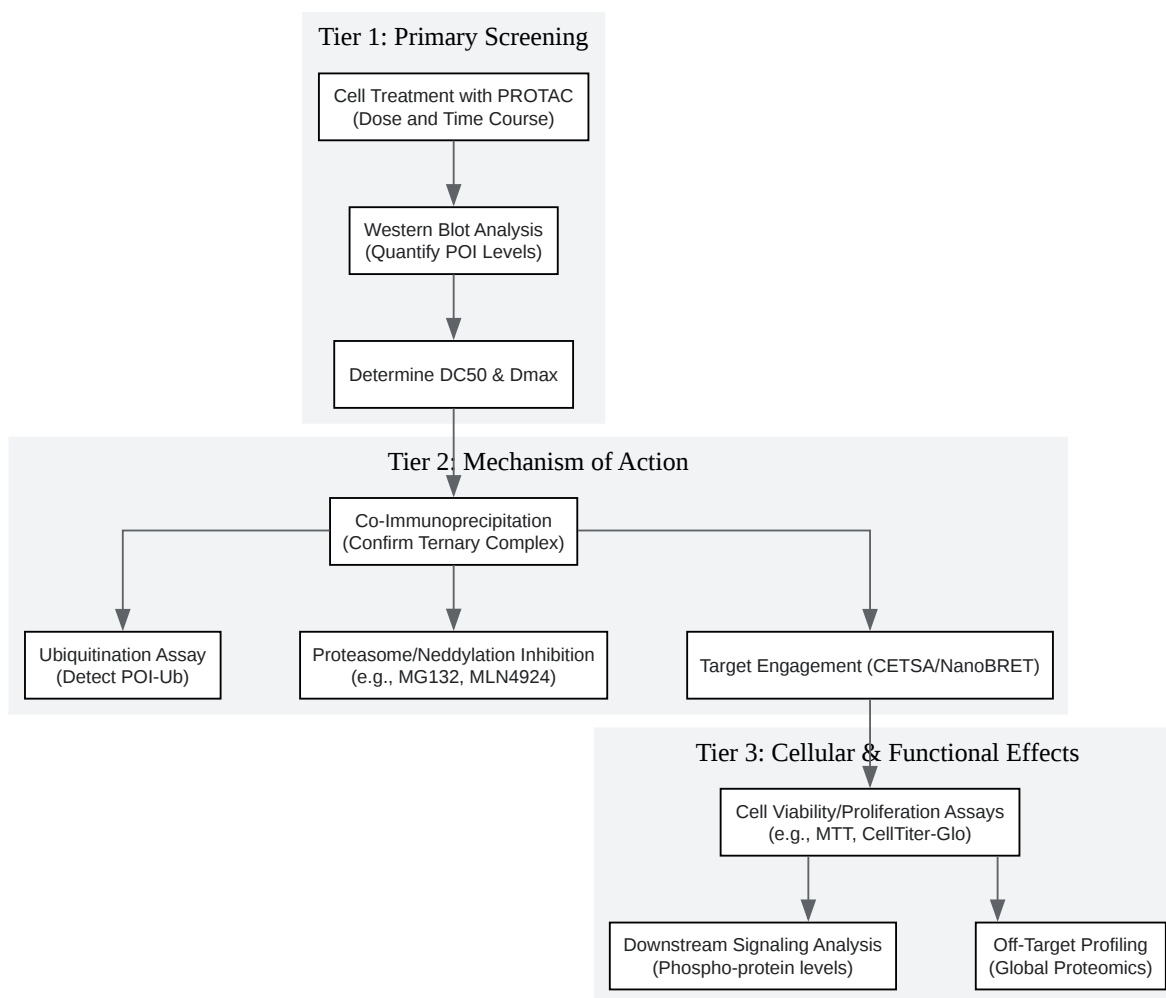 Tier 1: Primary Screening
Cell Treatment with PROTAC
(Dose and Time Course)
Western Blot Analysis
(Quantify POI Levels)
Determine DC50 & Dmax
Tier 2: Mechanism of Action
Co-Immunoprecipitation
(Confirm Ternary Complex)
Ubiquitination Assay
(Detect POI-Ub)
Proteasome/Neddylation Inhibition
(e.g., MG132, MLN4924)
Target Engagement (CETSA/NanoBRET)
Tier 3: Cellular & Functional Effects
Cell Viability/Proliferation Assays
(e.g., MTT, CellTiter-Glo)
Downstream Signaling Analysis
(Phospho-protein levels)
Off-Target Profiling
(Global Proteomics)